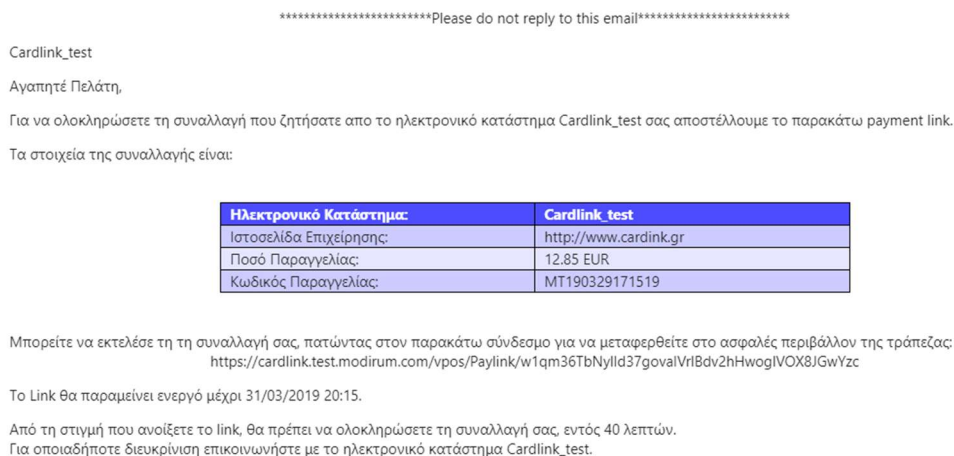 *************************Please do not reply to this email*************************
Cardlink_test
Αγαπητέ Πελάτη,
Για να ολοκληρώσετε τη συναλλαγή που ζητήσατε απο το ηλεκτρονικό κατάστημα Cardlink_test σας αποστέλλουμε το παρακάτω payment link.
Τα στοιχεία της συναλλαγής είναι:
Ηλεκτρονικό Κατάστημα: Cardlink_test
Ιστοσελίδα Επιχείρησης: http://www.cardink.gr
Ποσό Παραγγελίας: 12.85 EUR
Κωδικός Παραγγελίας: MT190329171519
Μπορείτε να εκτελέσε τη τη συναλλαγή σας, πατώντας στον παρακάτω σύνδεσμο για να μεταφερθείτε στο ασφαλές περιβάλλον της τράπεζας:
https://cardlink.test.modirum.com/vpos/Paylink/w1qm36TbNylld37govalVrlBdv2hHwoglVOX8JGwYzc
Το Link θα παραμείνει ενεργό μέχρι 31/03/2019 20:15.
Από τη στιγμή που ανοίξετε το link, θα πρέπει να ολοκληρώσετε τη συναλλαγή σας, εντός 40 λεπτών.
Για οποιαδήποτε διευκρίνιση επικοινωνήστε με το ηλεκτρονικό κατάστημα Cardlink_test.